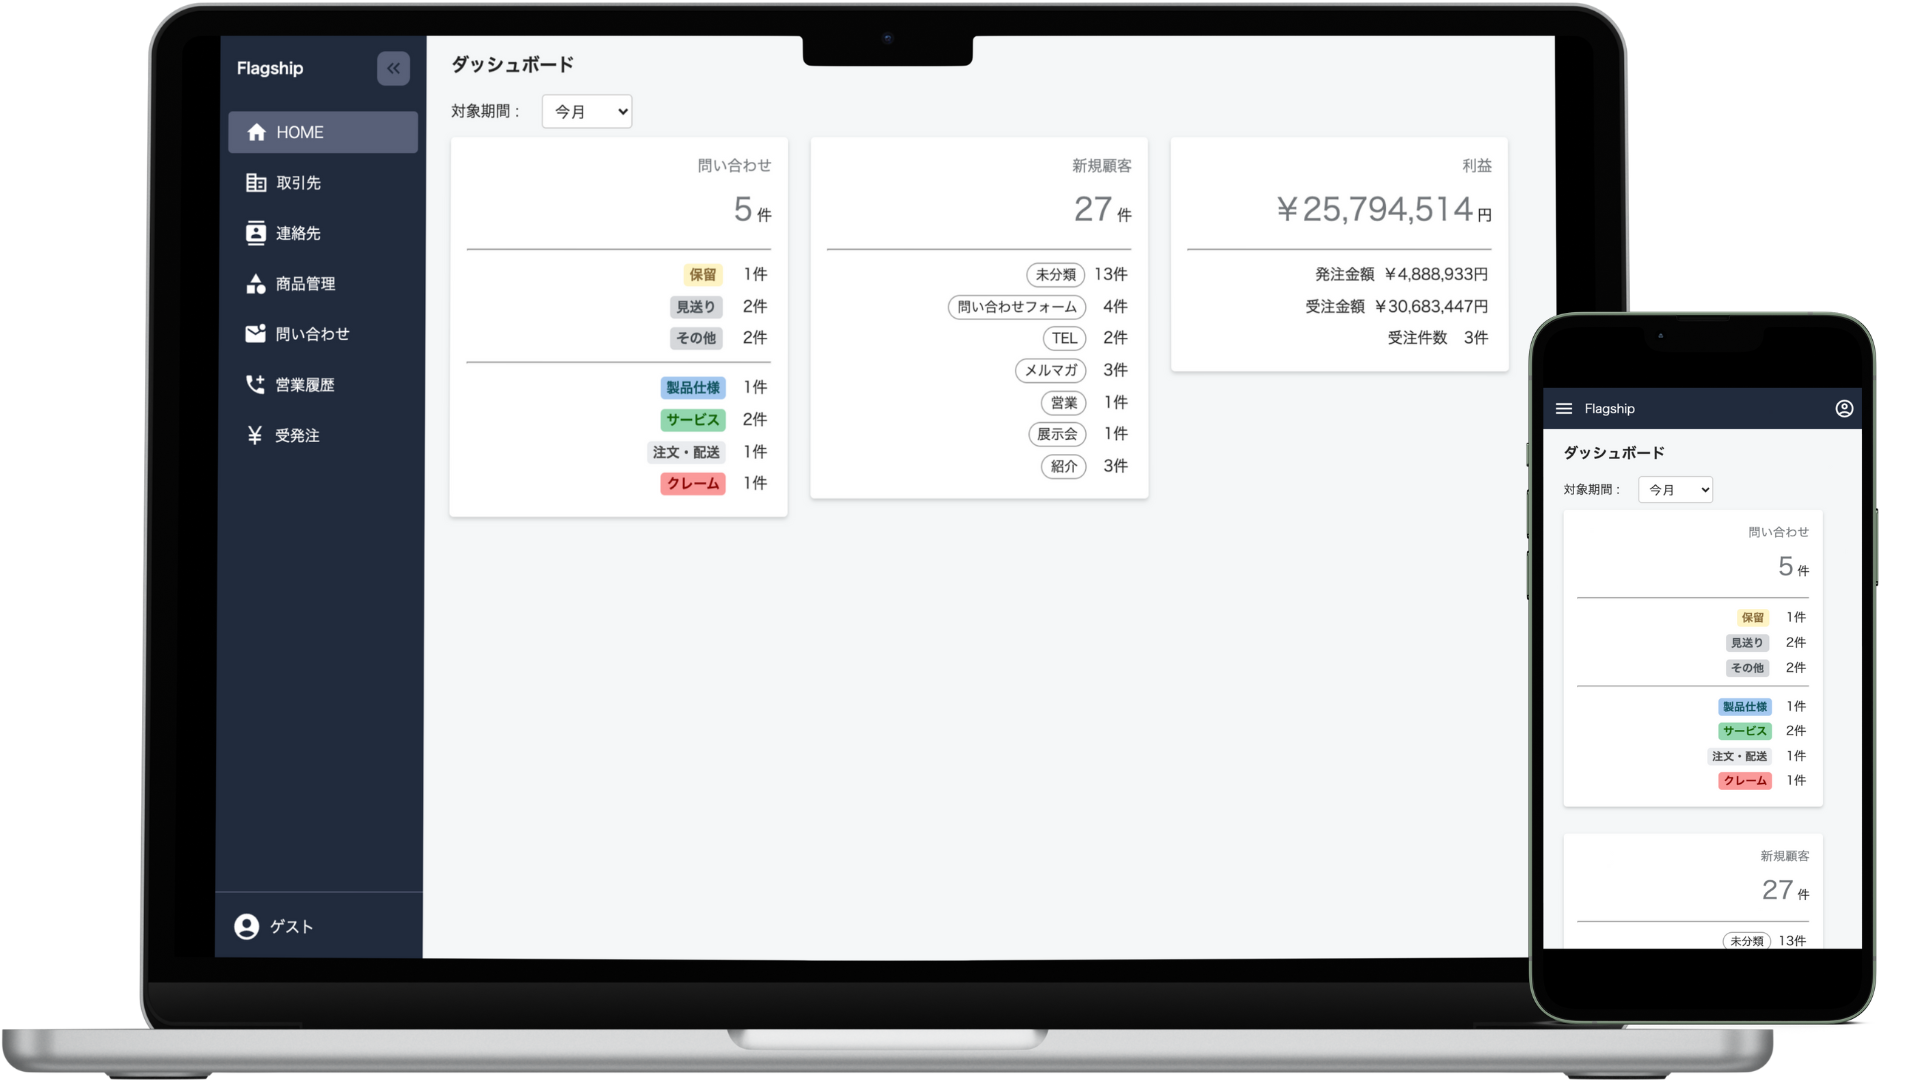 Flagship
HOME
取引先
連絡先
商品管理
問い合わせ
営業履歴
¥ 受発注
ゲスト
ダッシュボード
対象期間： 今月
問い合わせ
5 件
保留 1件
見送り 2件
その他 2件
製品仕様 1件
サービス 2件
注文・配送 1件
クレーム 1件
新規顧客
27 件
未分類 13件
問い合わせフォーム 4件
TEL 2件
メルマガ 3件
営業 1件
展示会 1件
紹介 3件
利益
￥25,794,514 円
発注金額 ￥4,888,933円
受注金額 ￥30,683,447円
受注件数 3件
Flagship
ダッシュボード
対象期間： 今月
問い合わせ
5 件
保留 1件
見送り 2件
その他 2件
製品仕様 1件
サービス 2件
注文・配送 1件
クレーム 1件
新規顧客
27 件
未分類 13件